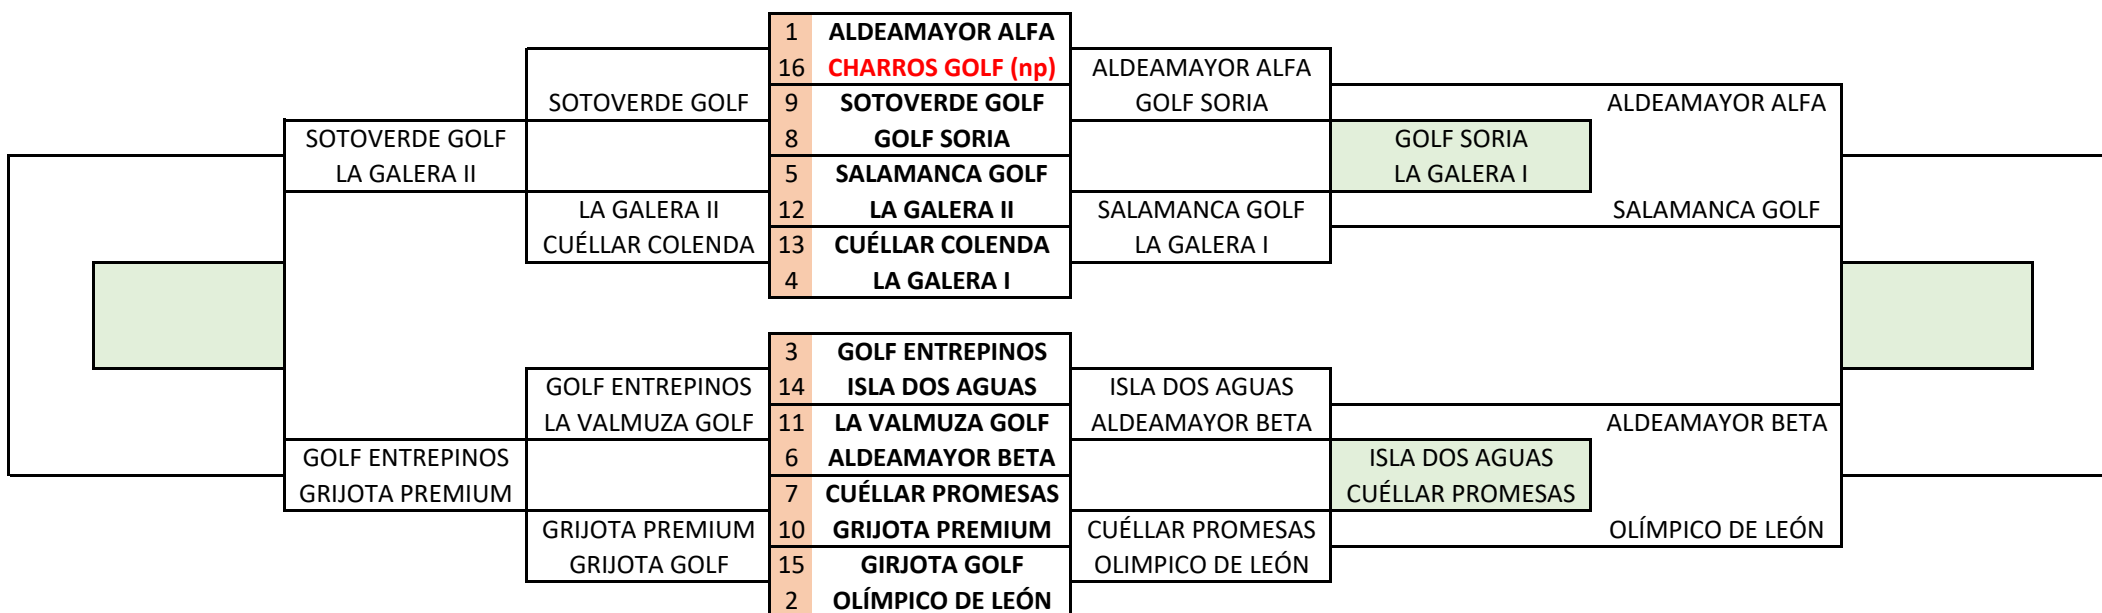 1 ALDEAMAYOR ALFA
16 CHARROS GOLF (np) ALDEAMAYOR ALFA
SOTOVERDE GOLF 9 SOTOVERDE GOLF GOLF SORIA ALDEAMAYOR ALFA
SOTOVERDE GOLF 8 GOLF SORIA GOLF SORIA
LA GALERA II 5 SALAMANCA GOLF LA GALERA I
LA GALERA II 12 LA GALERA II SALAMANCA GOLF SALAMANCA GOLF
CUÉLLAR COLENDA 13 CUÉLLAR COLENDA LA GALERA I
4 LA GALERA I
3 GOLF ENTREPINOS
GOLF ENTREPINOS 14 ISLA DOS AGUAS ISLA DOS AGUAS
LA VALMUZA GOLF 11 LA VALMUZA GOLF ALDEAMAYOR BETA ALDEAMAYOR BETA
GOLF ENTREPINOS 6 ALDEAMAYOR BETA ISLA DOS AGUAS
GRIJOTA PREMIUM 7 CUÉLLAR PROMESAS CUÉLLAR PROMESAS
GRIJOTA PREMIUM 10 GRIJOTA PREMIUM CUÉLLAR PROMESAS OLÍMPICO DE LEÓN
GRIJOTA GOLF 15 GIRJOTA GOLF OLIMPICO DE LEÓN
2 OLÍMPICO DE LEÓN